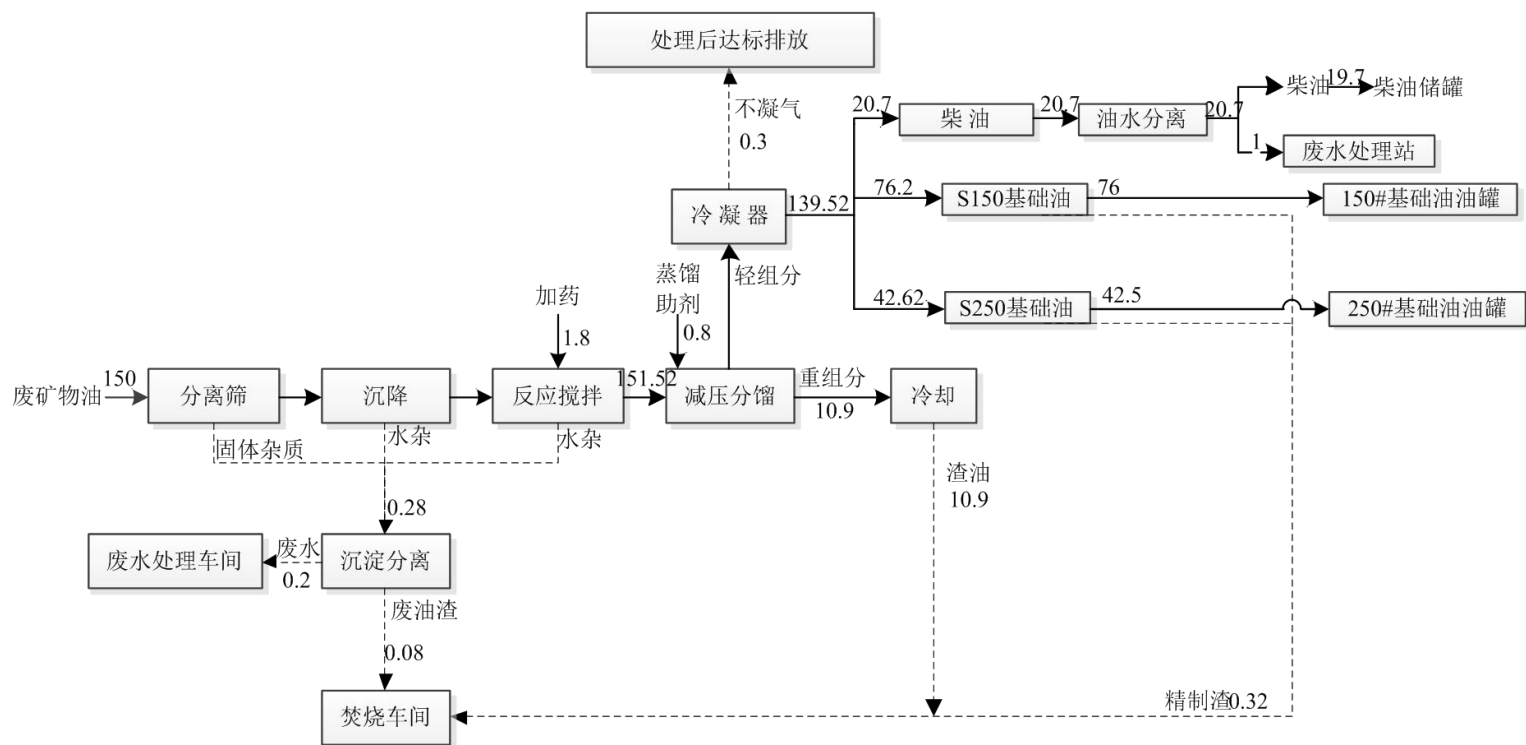 处理后达标排放
不凝气
0.3
冷凝器
139.52
20.7
柴油
20.7
油水分离
20.7
柴油
19.7
柴油储罐
1
废水处理站
76.2
S150基础油
76
150#基础油油罐
42.62
S250基础油
42.5
250#基础油油罐
轻组分
蒸馏
助剂
0.8
加药
1.8
废矿物油
150
分离筛
沉降
反应搅拌
151.52
减压分馏
重组分
10.9
冷却
固体杂质
水杂
水杂
0.28
渣油
10.9
废水处理车间
废水
0.2
沉淀分离
废油渣
0.08
焚烧车间
精制渣0.32